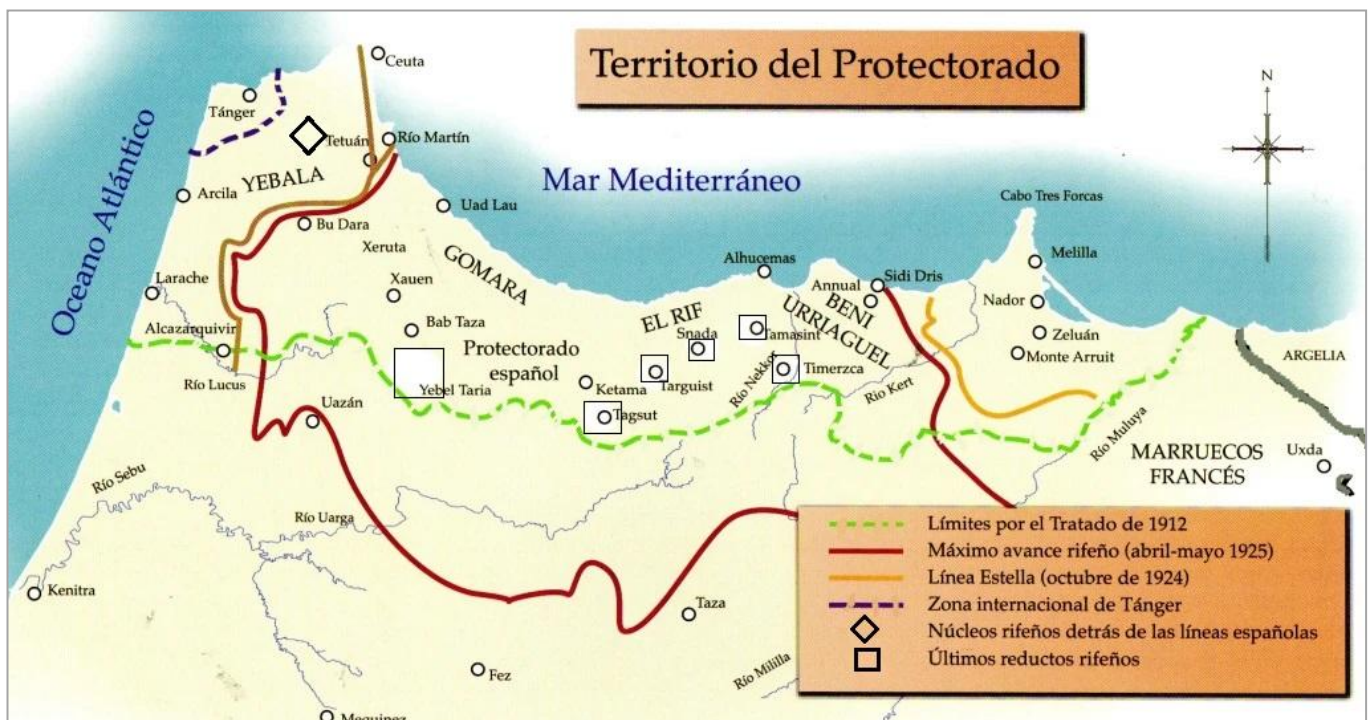 Territorio del Protectorado
N
Ceuta
Tánger
Tetuán
Río Martín
Océano Atlántico
YEBALA
Mar Mediterráneo
Arcila
Uad Lau
Cabo Tres Forcas
Bu Dara
Xeruta
GOMARA
Alhucemas
Sidi Dris
Melilla
Larache
Xauen
Annual
Nador
EL RIF
BENI
URRIAGUEL
Alcazarquivir
Bab Taza
Snada
Tamasint
Zeluán
Protectorado
español
Monte Arruit
ARGELIA
Río Lucus
Yebel Taria
Ketama
Targuist
Río Nekkor
Timerzca
Río Kert
Uazán
Tagsut
Río Muluya
MARRUECOS
FRANCÉS
Uxda
Río Sebu
Río Uarga
Límites por el Tratado de 1912
Máximo avance rifeño (abril-mayo 1925)
Línea Estella (octubre de 1924)
Zona internacional de Tánger
Núcleos rifeños detrás de las líneas españolas
Últimos reductos rifeños
Kenitra
Taza
Fez
Río Mililla
Mequinez